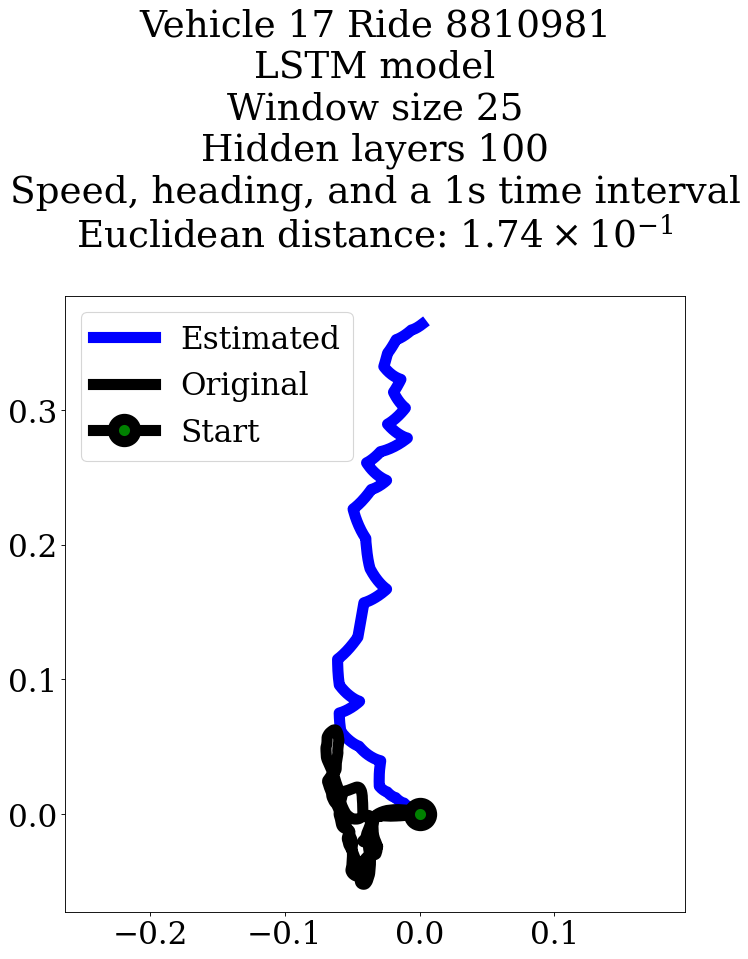 Vehicle 17 Ride 8810981
LSTM model
Window size 25
Hidden layers 100
Speed, heading, and a 1s time interval
Euclidean distance: 1.74 × 10⁻¹
Estimated
Original
Start
0.3
0.2
0.1
0.0
−0.2
−0.1
0.0
0.1